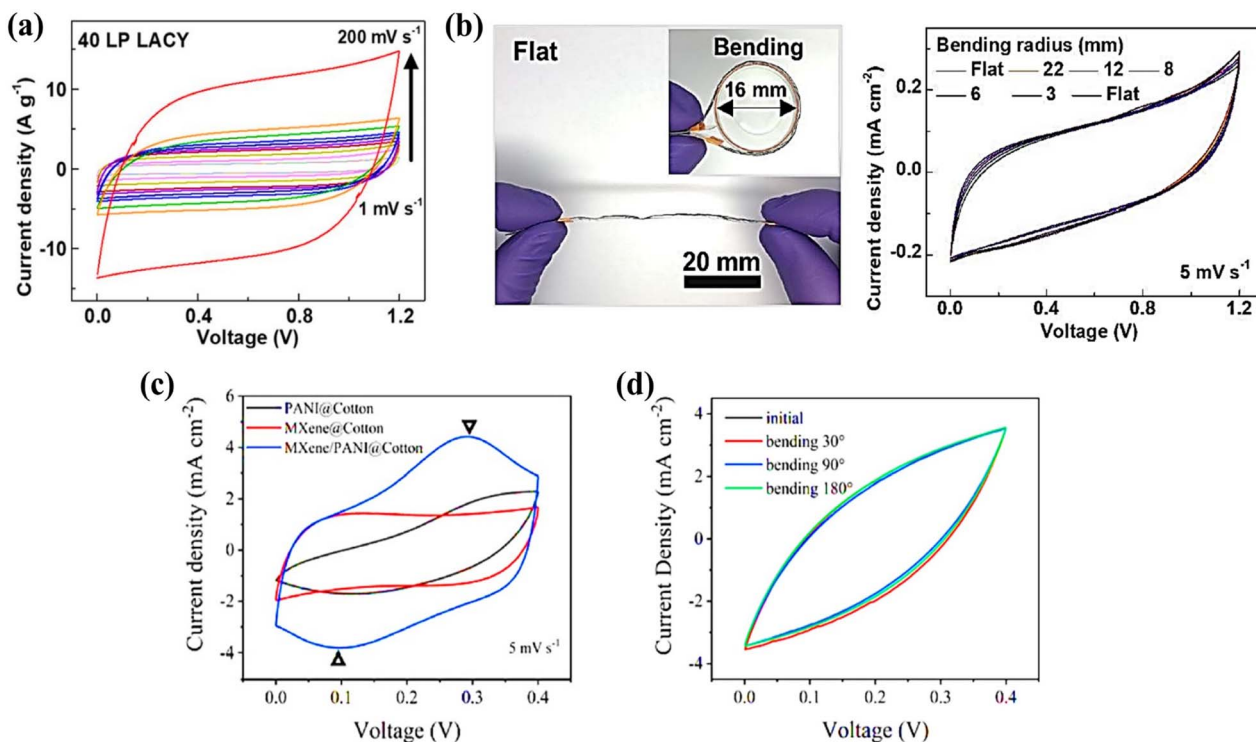 (a)
40 LP LACY
200 mV s⁻¹
1 mV s⁻¹
10
0
-10
Current density (A g⁻¹)
0.0 0.4 0.8 1.2
Voltage (V)
(b)
Flat
Bending
16 mm
20 mm
Bending radius (mm)
Flat 22 12 8
6 3 Flat
0.2
0.0
-0.2
Current density (mA cm⁻²)
5 mV s⁻¹
0.0 0.4 0.8 1.2
Voltage (V)
(c)
PANI@Cotton
MXene@Cotton
MXene/PANI@Cotton
6
4
2
0
-2
-4
Current density (mA cm⁻²)
5 mV s⁻¹
0.0 0.1 0.2 0.3 0.4
Voltage (V)
(d)
initial
bending 30°
bending 90°
bending 180°
4
2
0
-2
-4
Current Density (mA cm⁻²)
0.0 0.1 0.2 0.3 0.4
Voltage (V)